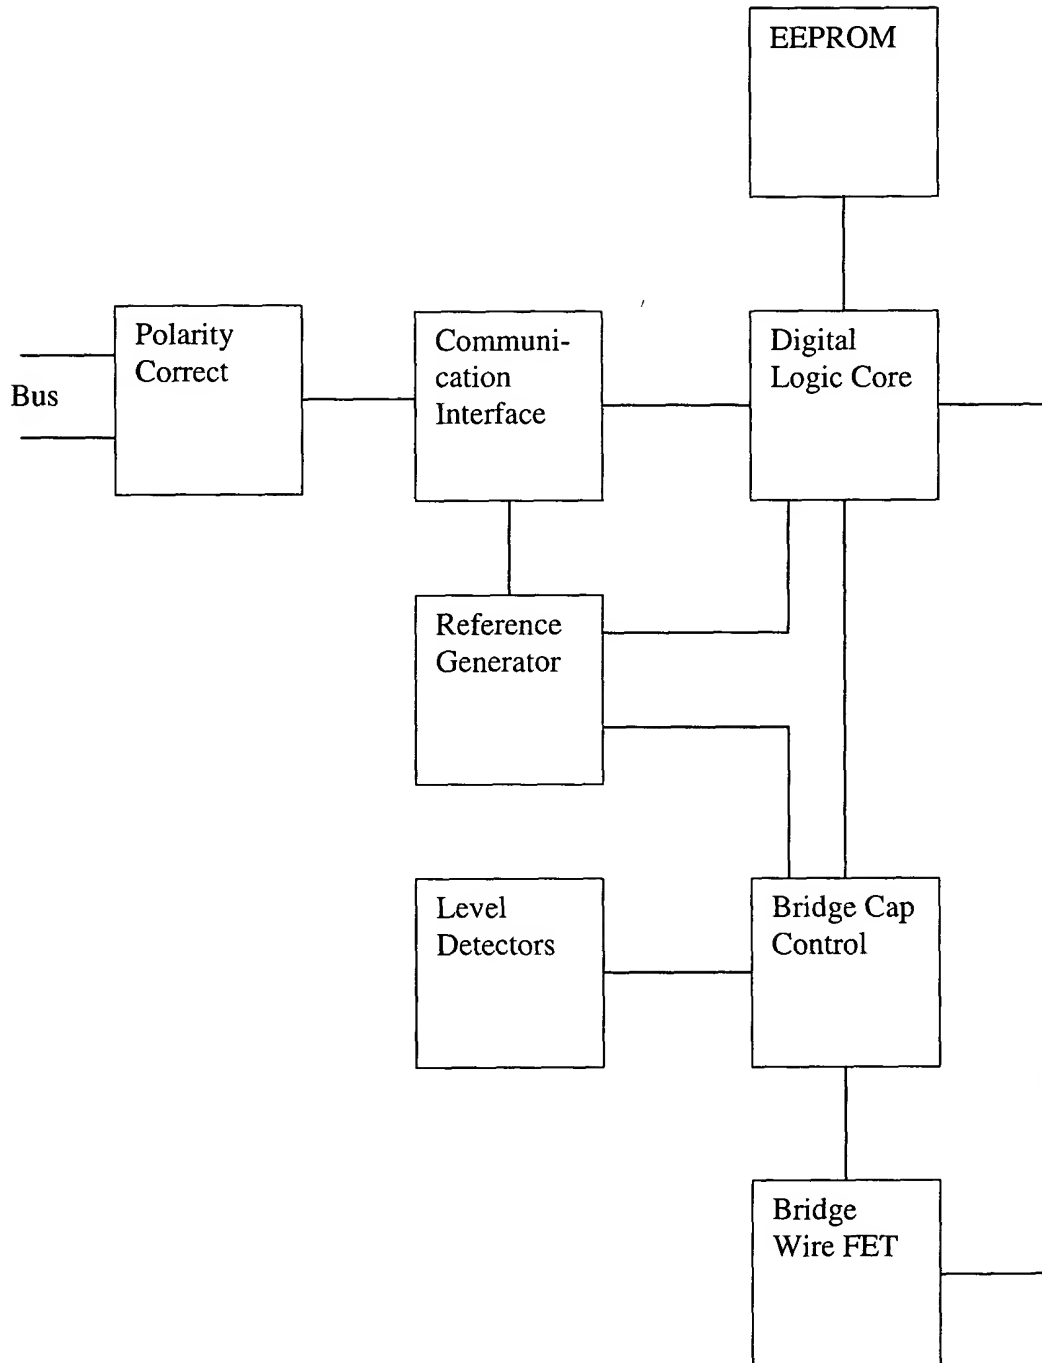 EEPROM
Polarity
Correct
Communi-
cation
Interface
Digital
Logic Core
Bus
Reference
Generator
Level
Detectors
Bridge Cap
Control
Bridge
Wire FET